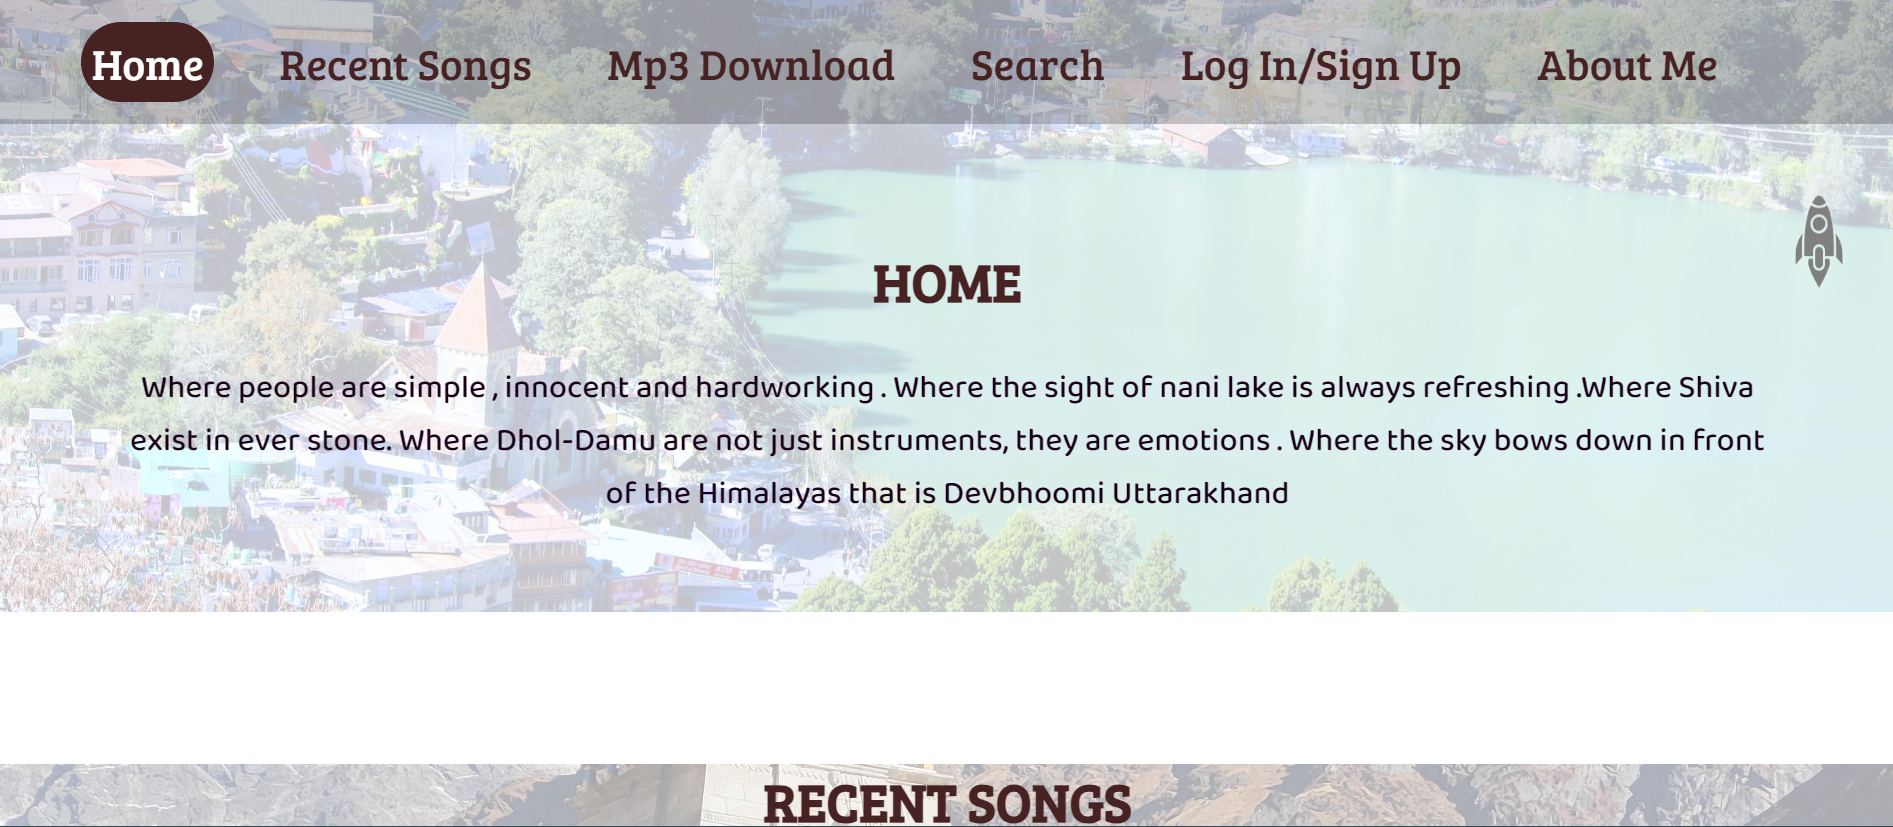 Home Recent Songs Mp3 Download Search Log In/Sign Up About Me
HOME
Where people are simple , innocent and hardworking . Where the sight of nani lake is always refreshing .Where Shiva
exist in ever stone. Where Dhol-Damu are not just instruments, they are emotions . Where the sky bows down in front
of the Himalayas that is Devbhoomi Uttarakhand
RECENT SONGS